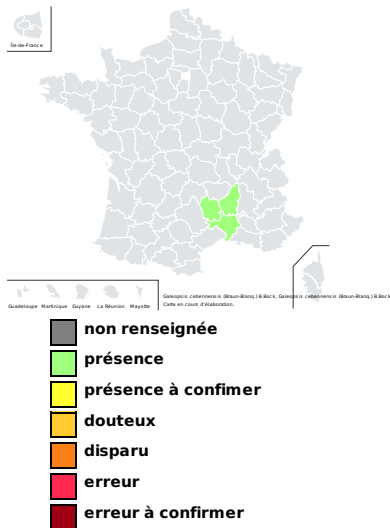 Île-de-France
Guadeloupe Martinique Guyane La Réunion Mayotte
Galeopsis cebennensis (Braun-Blanq.) B.Bock, Galeopsis cebennensis (Braun-Blanq.) B.Bock
Carte en cours d'élaboration.
non renseignée
présence
présence à confimer
douteux
disparu
erreur
erreur à confirmer